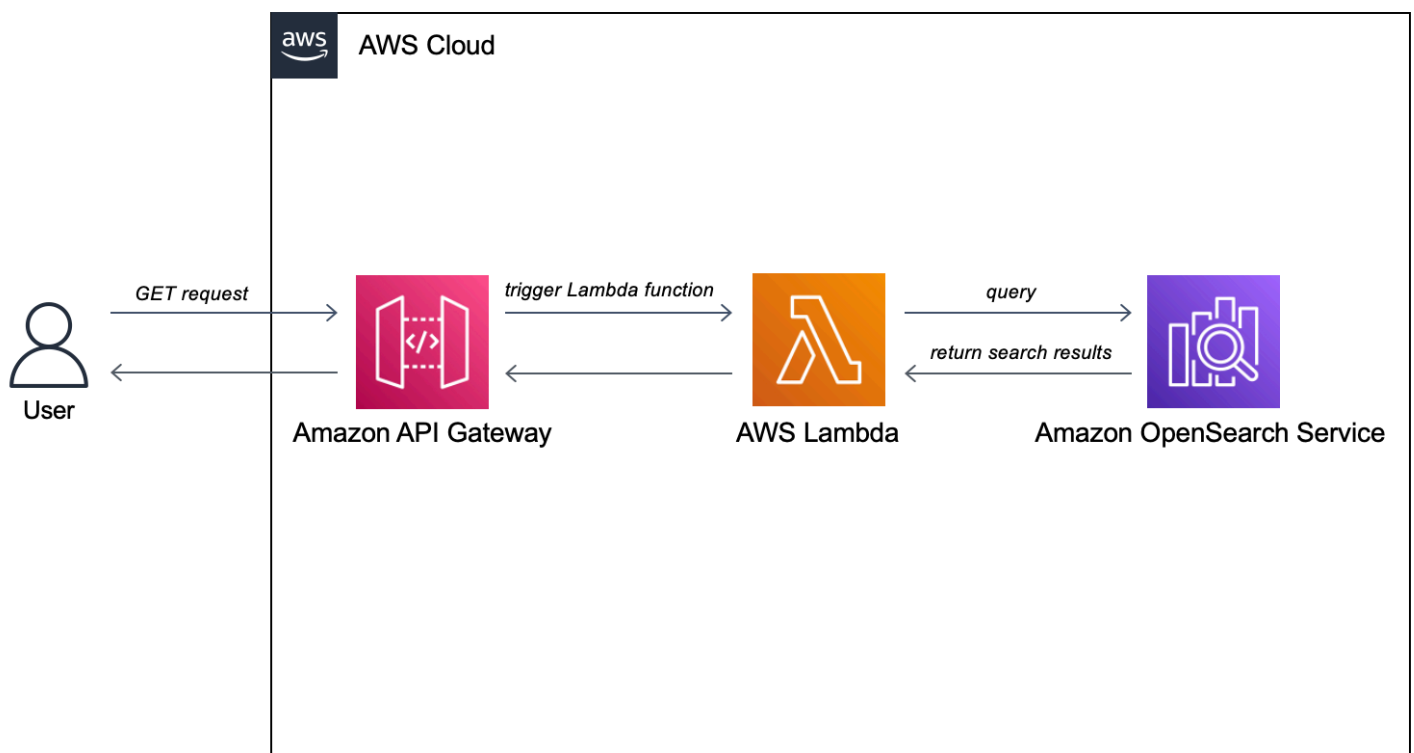 aws
AWS Cloud
GET request
trigger Lambda function
query
return search results
</>
User
Amazon API Gateway
AWS Lambda
Amazon OpenSearch Service